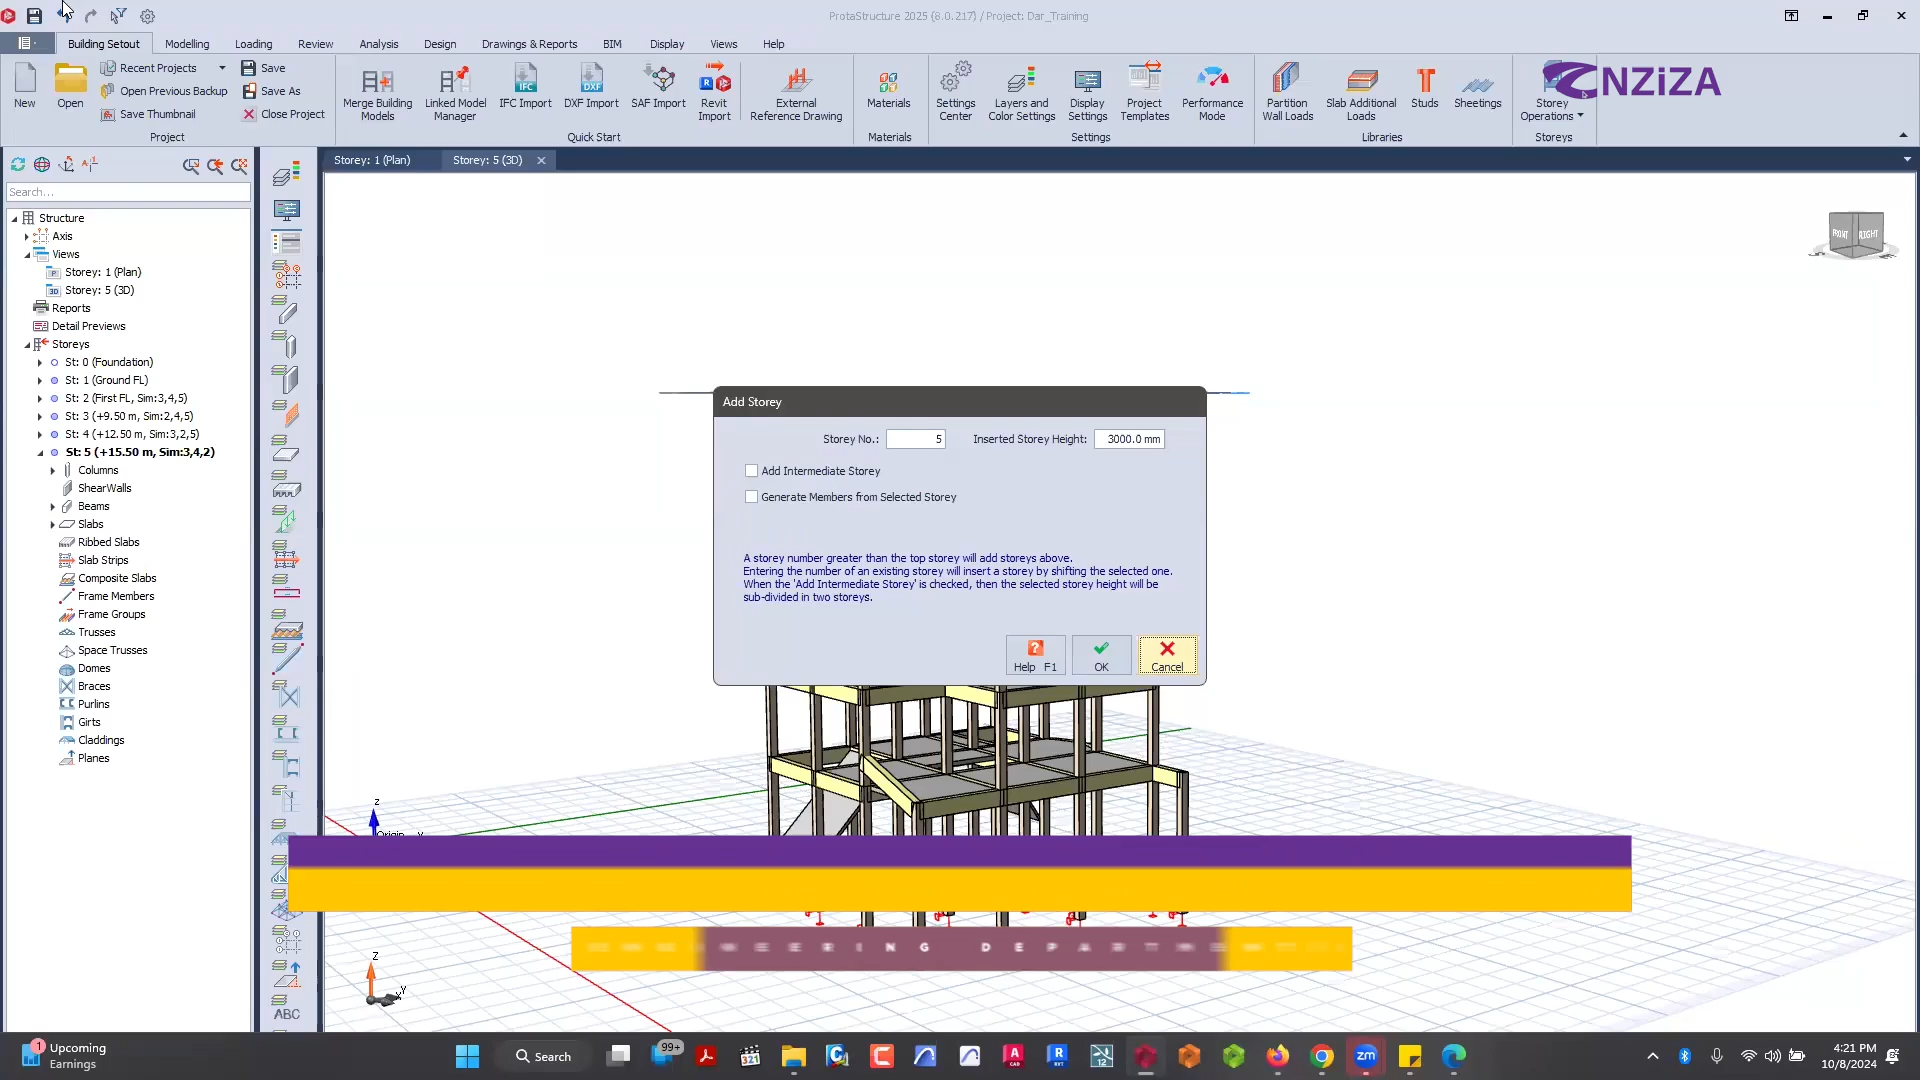 ProtaStructure 2025 (8.0.217) / Project: Dar_Training
Building Setout
Modelling
Loading
Review
Analysis
Design
Drawings & Reports
BIM
Display
Views
Help
New
Open
Recent Projects
Open Previous Backup
Save Thumbnail
Save
Save As
Close Project
Project
Merge Building
Models
Linked Model
Manager
IFC Import
DXF Import
SAF Import
Revit
Import
External
Reference Drawing
Quick Start
Materials
Materials
Settings
Center
Layers and
Color Settings
Display
Settings
Project
Templates
Performance
Mode
Settings
Partition
Wall Loads
Slab Additional
Loads
Studs
Sheetings
Libraries
Storey
Operations
Storeys
NZiZA
Storey: 1 (Plan)
Storey: 5 (3D)
Search...
Structure
Axis
Views
Storey: 1 (Plan)
Storey: 5 (3D)
Reports
Detail Previews
Storeys
St: 0 (Foundation)
St: 1 (Ground FL)
St: 2 (First FL, Sim:3,4,5)
St: 3 (+9.50 m, Sim:2,4,5)
St: 4 (+12.50 m, Sim:3,2,5)
St: 5 (+15.50 m, Sim:3,4,2)
Columns
ShearWalls
Beams
Slabs
Ribbed Slabs
Slab Strips
Composite Slabs
Frame Members
Frame Groups
Trusses
Space Trusses
Domes
Braces
Purlins
Girts
Claddings
Planes
ABC
FRONT
RIGHT
Add Storey
Storey No.: 5
Inserted Storey Height: 3000.0 mm
Add Intermediate Storey
Generate Members from Selected Storey
A storey number greater than the top storey will add storeys above.
Entering the number of an existing storey will insert a storey by shifting the selected one.
When the 'Add Intermediate Storey' is checked, then the selected storey height will be
sub-divided in two storeys.
Help F1
OK
Cancel
z
Origin
Z
Y
Upcoming
Earnings
Search
99+
4:21 PM
10/8/2024